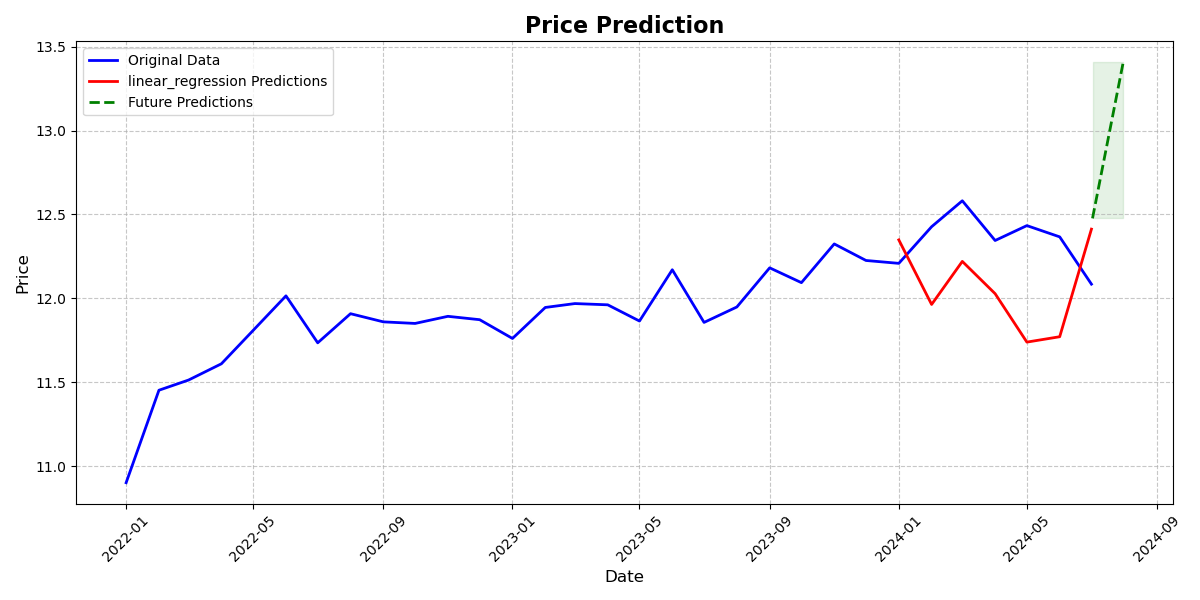 Price Prediction
Original Data
linear_regression Predictions
Future Predictions
Price
13.5
13.0
12.5
12.0
11.5
11.0
2022-01
2022-05
2022-09
2023-01
2023-05
2023-09
2024-01
2024-05
2024-09
Date